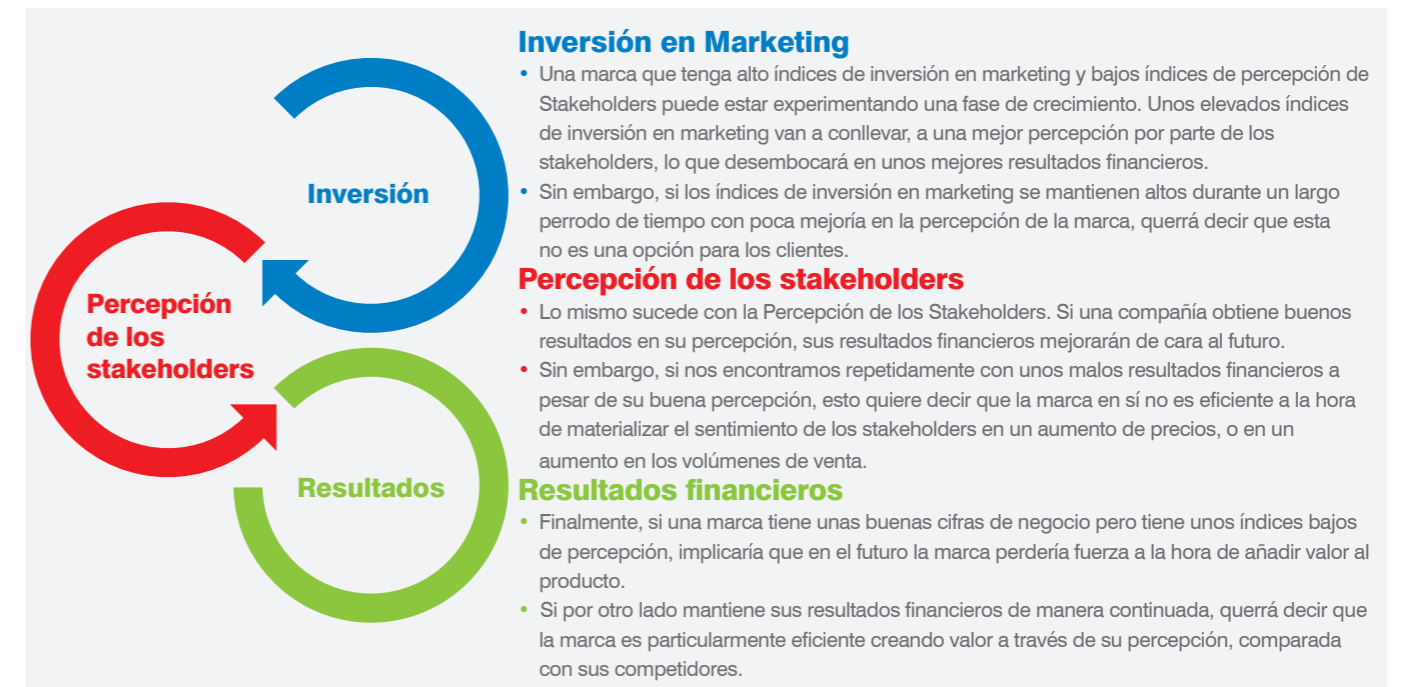 Inversión
Percepción
de los
stakeholders
Resultados
Inversión en Marketing
• Una marca que tenga alto índices de inversión en marketing y bajos índices de percepción de
Stakeholders puede estar experimentando una fase de crecimiento. Unos elevados índices
de inversión en marketing van a conllevar, a una mejor percepción por parte de los
stakeholders, lo que desembocará en unos mejores resultados financieros.
• Sin embargo, si los índices de inversión en marketing se mantienen altos durante un largo
perrodo de tiempo con poca mejoría en la percepción de la marca, querrá decir que esta
no es una opción para los clientes.
Percepción de los stakeholders
• Lo mismo sucede con la Percepción de los Stakeholders. Si una compañía obtiene buenos
resultados en su percepción, sus resultados financieros mejorarán de cara al futuro.
• Sin embargo, si nos encontramos repetidamente con unos malos resultados financieros a
pesar de su buena percepción, esto quiere decir que la marca en sí no es eficiente a la hora
de materializar el sentimiento de los stakeholders en un aumento de precios, o en un
aumento en los volúmenes de venta.
Resultados financieros
• Finalmente, si una marca tiene unas buenas cifras de negocio pero tiene unos índices bajos
de percepción, implicaría que en el futuro la marca perdería fuerza a la hora de añadir valor al
producto.
• Si por otro lado mantiene sus resultados financieros de manera continuada, querrá decir que
la marca es particularmente eficiente creando valor a través de su percepción, comparada
con sus competidores.